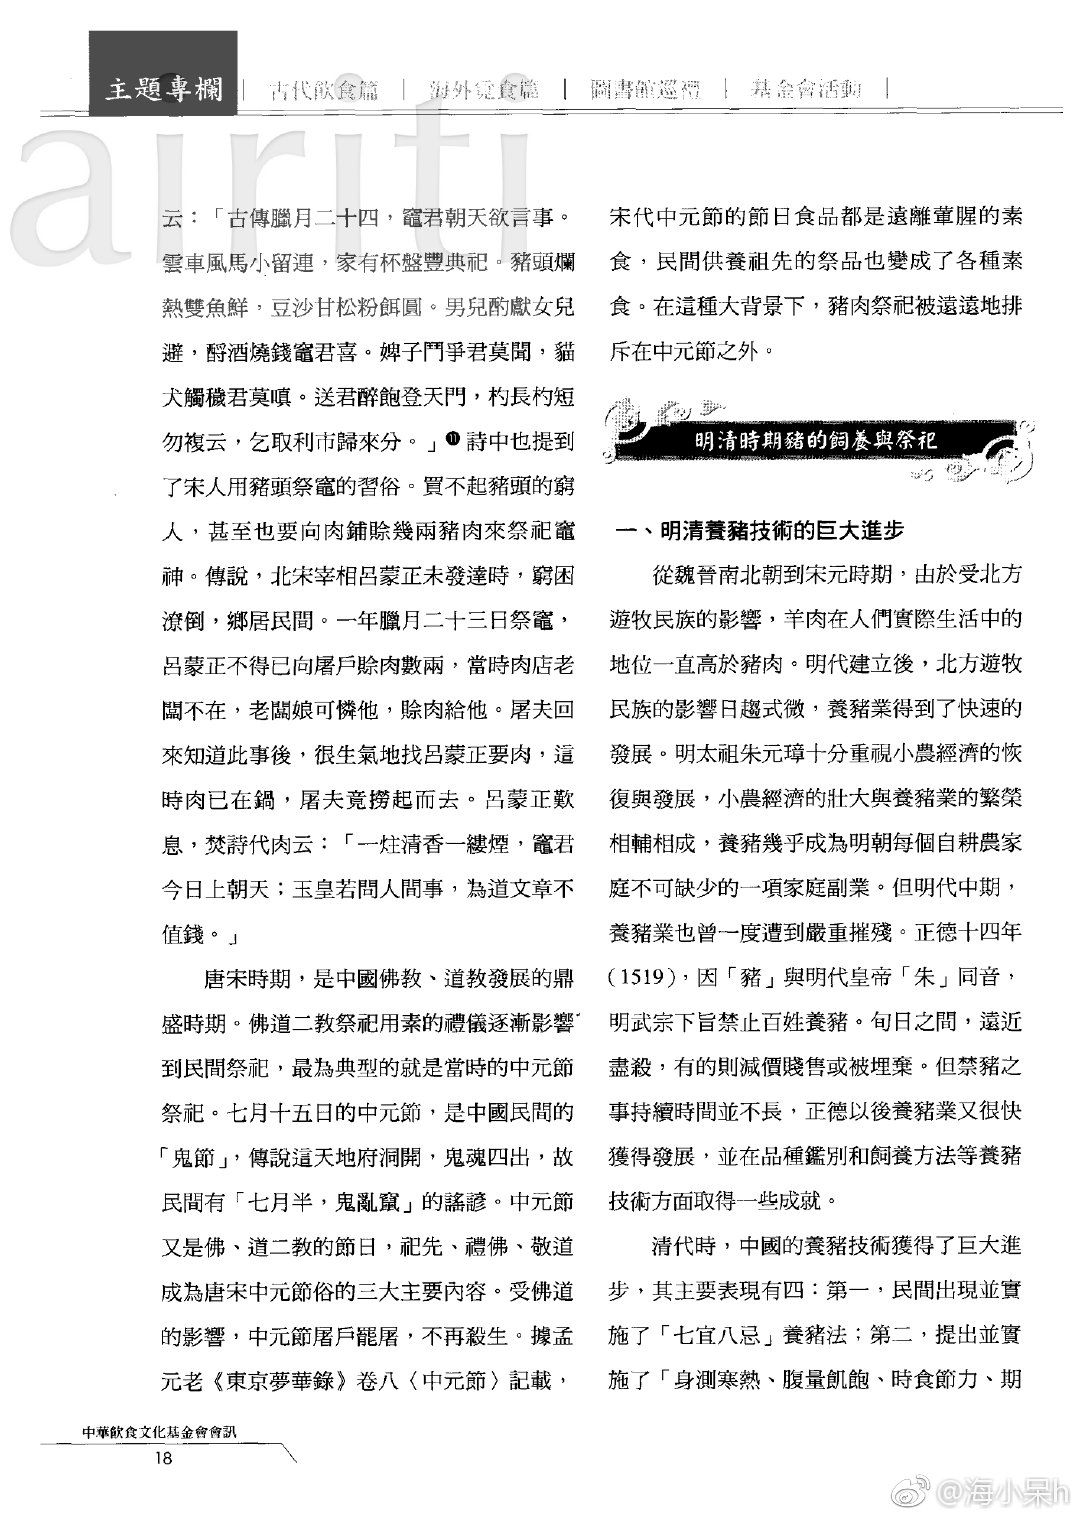 主題專欄 | 古代飲食篇 | 海外覓食篇 | 圖書館巡禮 | 基金會活動 |
airiti
云：「古傳臘月二十四，竈君朝天欲言事。
雲車風馬小留連，家有杯盤豐典祀。豬頭爛
熱雙魚鮮，豆沙甘松粉餌圓。男兒酌獻女兒
避，酹酒燒錢竈君喜。婢子鬥爭君莫聞，貓
犬觸穢君莫嗔。送君醉飽登天門，杓長杓短
勿複云，乞取利市歸來分。」⓫詩中也提到
了宋人用豬頭祭竈的習俗。買不起豬頭的窮
人，甚至也要向肉鋪賒幾兩豬肉來祭祀竈
神。傳說，北宋宰相呂蒙正未發達時，窮困
潦倒，鄉居民間。一年臘月二十三日祭竈，
呂蒙正不得已向屠戶賒肉數兩，當時肉店老
闆不在，老闆娘可憐他，賒肉給他。屠夫回
來知道此事後，很生氣地找呂蒙正要肉，這
時肉已在鍋，屠夫竟撈起而去。呂蒙正歎
息，焚詩代肉云：「一炷清香一縷煙，竈君
今日上朝天；玉皇若問人間事，為道文章不
值錢。」
唐宋時期，是中國佛教、道教發展的鼎
盛時期。佛道二教祭祀用素的禮儀逐漸影響
到民間祭祀，最為典型的就是當時的中元節
祭祀。七月十五日的中元節，是中國民間的
「鬼節」，傳說這天地府洞開，鬼魂四出，故
民間有「七月半，鬼亂竄」的謠諺。中元節
又是佛、道二教的節日，祀先、禮佛、敬道
成為唐宋中元節俗的三大主要內容。受佛道
的影響，中元節屠戶罷屠，不再殺生。據孟
元老《東京夢華錄》卷八〈中元節〉記載，
宋代中元節的節日食品都是遠離葷腥的素
食，民間供養祖先的祭品也變成了各種素
食。在這種大背景下，豬肉祭祀被遠遠地排
斥在中元節之外。
明清時期豬的飼養與祭祀
一、明清養豬技術的巨大進步
從魏晉南北朝到宋元時期，由於受北方
遊牧民族的影響，羊肉在人們實際生活中的
地位一直高於豬肉。明代建立後，北方遊牧
民族的影響日趨式微，養豬業得到了快速的
發展。明太祖朱元璋十分重視小農經濟的恢
復與發展，小農經濟的壯大與養豬業的繁榮
相輔相成，養豬幾乎成為明朝每個自耕農家
庭不可缺少的一項家庭副業。但明代中期，
養豬業也曾一度遭到嚴重摧殘。正德十四年
(1519)，因「豬」與明代皇帝「朱」同音，
明武宗下旨禁止百姓養豬。旬日之間，遠近
盡殺，有的則減價賤售或被埋棄。但禁豬之
事持續時間並不長，正德以後養豬業又很快
獲得發展，並在品種鑑別和飼養方法等養豬
技術方面取得一些成就。
清代時，中國的養豬技術獲得了巨大進
步，其主要表現有四：第一，民間出現並實
施了「七宜八忌」養豬法；第二，提出並實
施了「身測寒熱、腹量飢飽、時食節力、期
中華飲食文化基金會會訊
18
@海小呆h